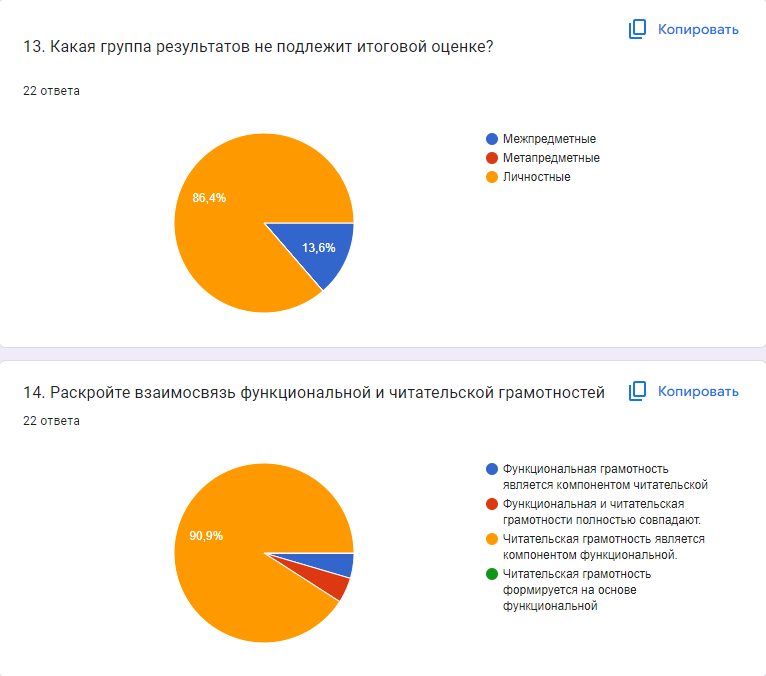 Копировать
13. Какая группа результатов не подлежит итоговой оценке?
22 ответа
Межпредметные
Метапредметные
Личностные
86,4%
13,6%
14. Раскройте взаимосвязь функциональной и читательской грамотностей
Копировать
22 ответа
Функциональная грамотность
является компонентом читательской
Функциональная и читательская
грамотности полностью совпадают.
Читательская грамотность является
компонентом функциональной.
Читательская грамотность
формируется на основе
функциональной
90,9%